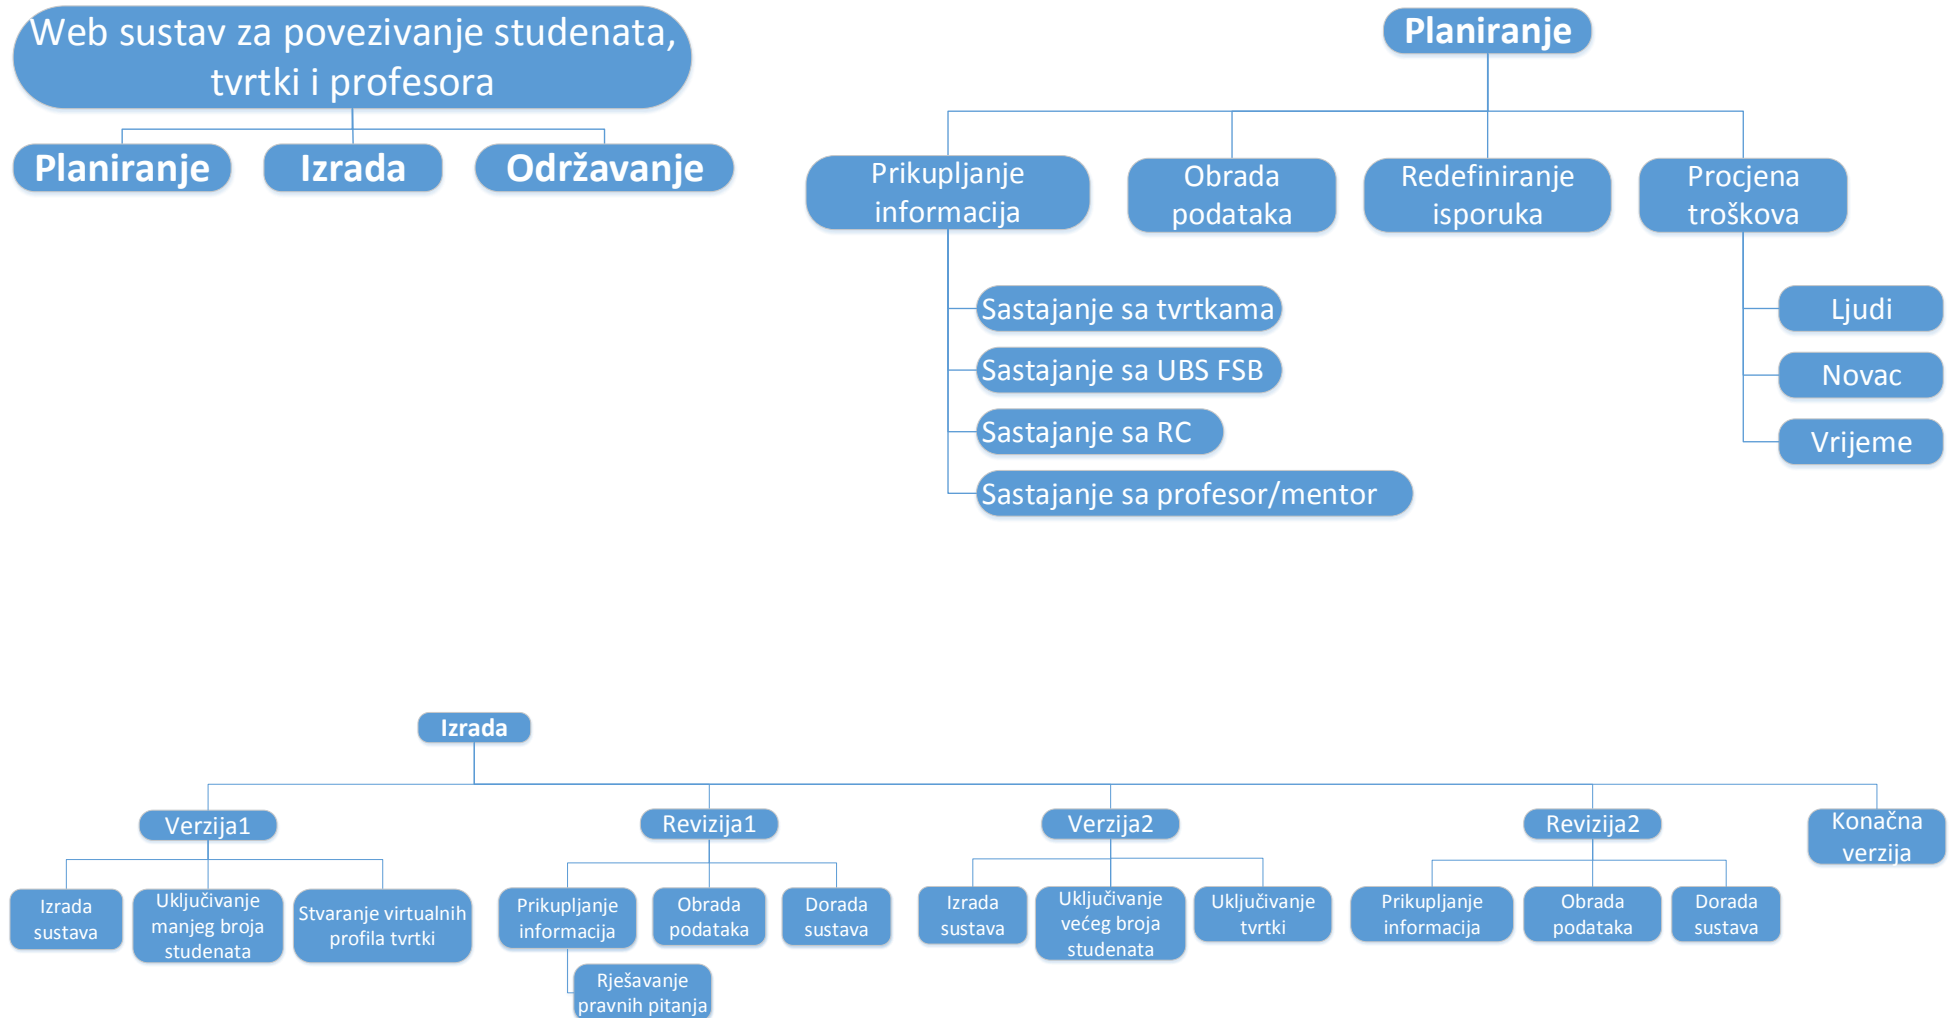 Web sustav za povezivanje studenata,
tvrtki i profesora
Planiranje
Izrada
Održavanje
Planiranje
Prikupljanje
informacija
Obrada
podataka
Redefiniranje
isporuka
Procjena
troškova
Sastajanje sa tvrtkama
Sastajanje sa UBS FSB
Sastajanje sa RC
Sastajanje sa profesor/mentor
Ljudi
Novac
Vrijeme
Izrada
Verzija1
Revizija1
Verzija2
Revizija2
Konačna
verzija
Izrada
sustava
Uključivanje
manjeg broja
studenata
Stvaranje virtualnih
profila tvrtki
Prikupljanje
informacija
Obrada
podataka
Dorada
sustava
Izrada
sustava
Uključivanje
većeg broja
studenata
Uključivanje
tvrtki
Prikupljanje
informacija
Obrada
podataka
Dorada
sustava
Rješavanje
pravnih pitanja